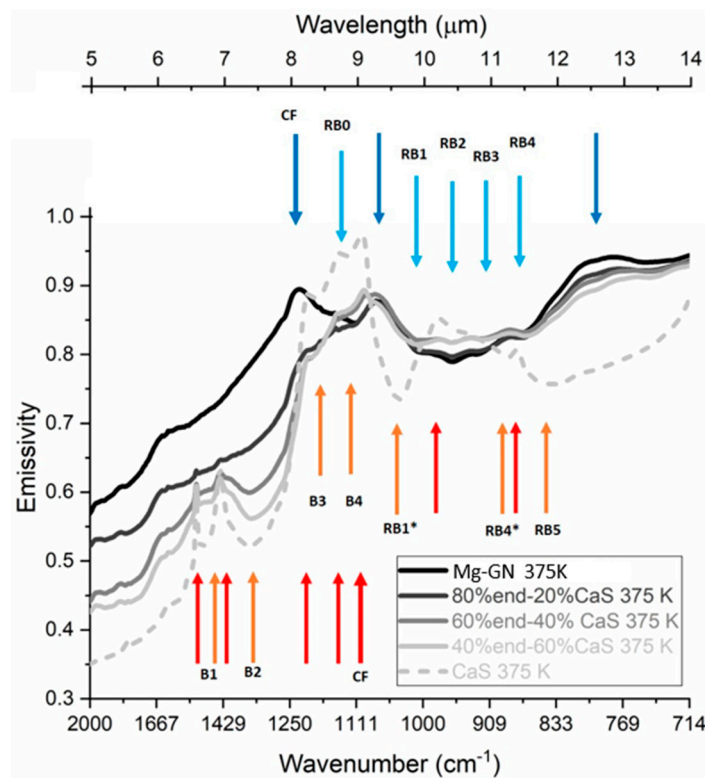 Wavelength (μm)
5 6 7 8 9 10 11 12 13 14
CF
RB0
RB1
RB2
RB3
RB4
1.0
0.9
0.8
0.7
0.6
0.5
0.4
0.3
Emissivity
B3
B4
RB1*
RB4*
RB5
B1
B2
CF
Mg-GN 375K
80%end-20%CaS 375 K
60%end-40% CaS 375 K
40%end-60%CaS 375 K
CaS 375 K
2000 1667 1429 1250 1111 1000 909 833 769 714
Wavenumber (cm⁻¹)